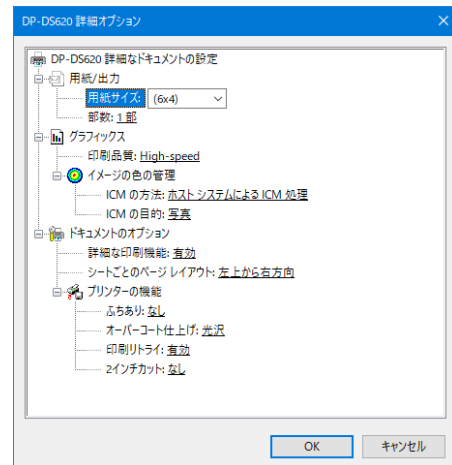 DP-DS620 詳細オプション
DP-DS620 詳細なドキュメントの設定
用紙/出力
用紙サイズ: (6x4)
部数: 1 部
グラフィックス
印刷品質: High-speed
イメージの色の管理
ICM の方法: ホスト システムによる ICM 処理
ICM の目的: 写真
ドキュメントのオプション
詳細な印刷機能: 有効
シートごとのページ レイアウト: 左上から右方向
プリンターの機能
ふちあり: なし
オーバーコート仕上げ: 光沢
印刷リトライ: 有効
2インチカット: なし
OK キャンセル